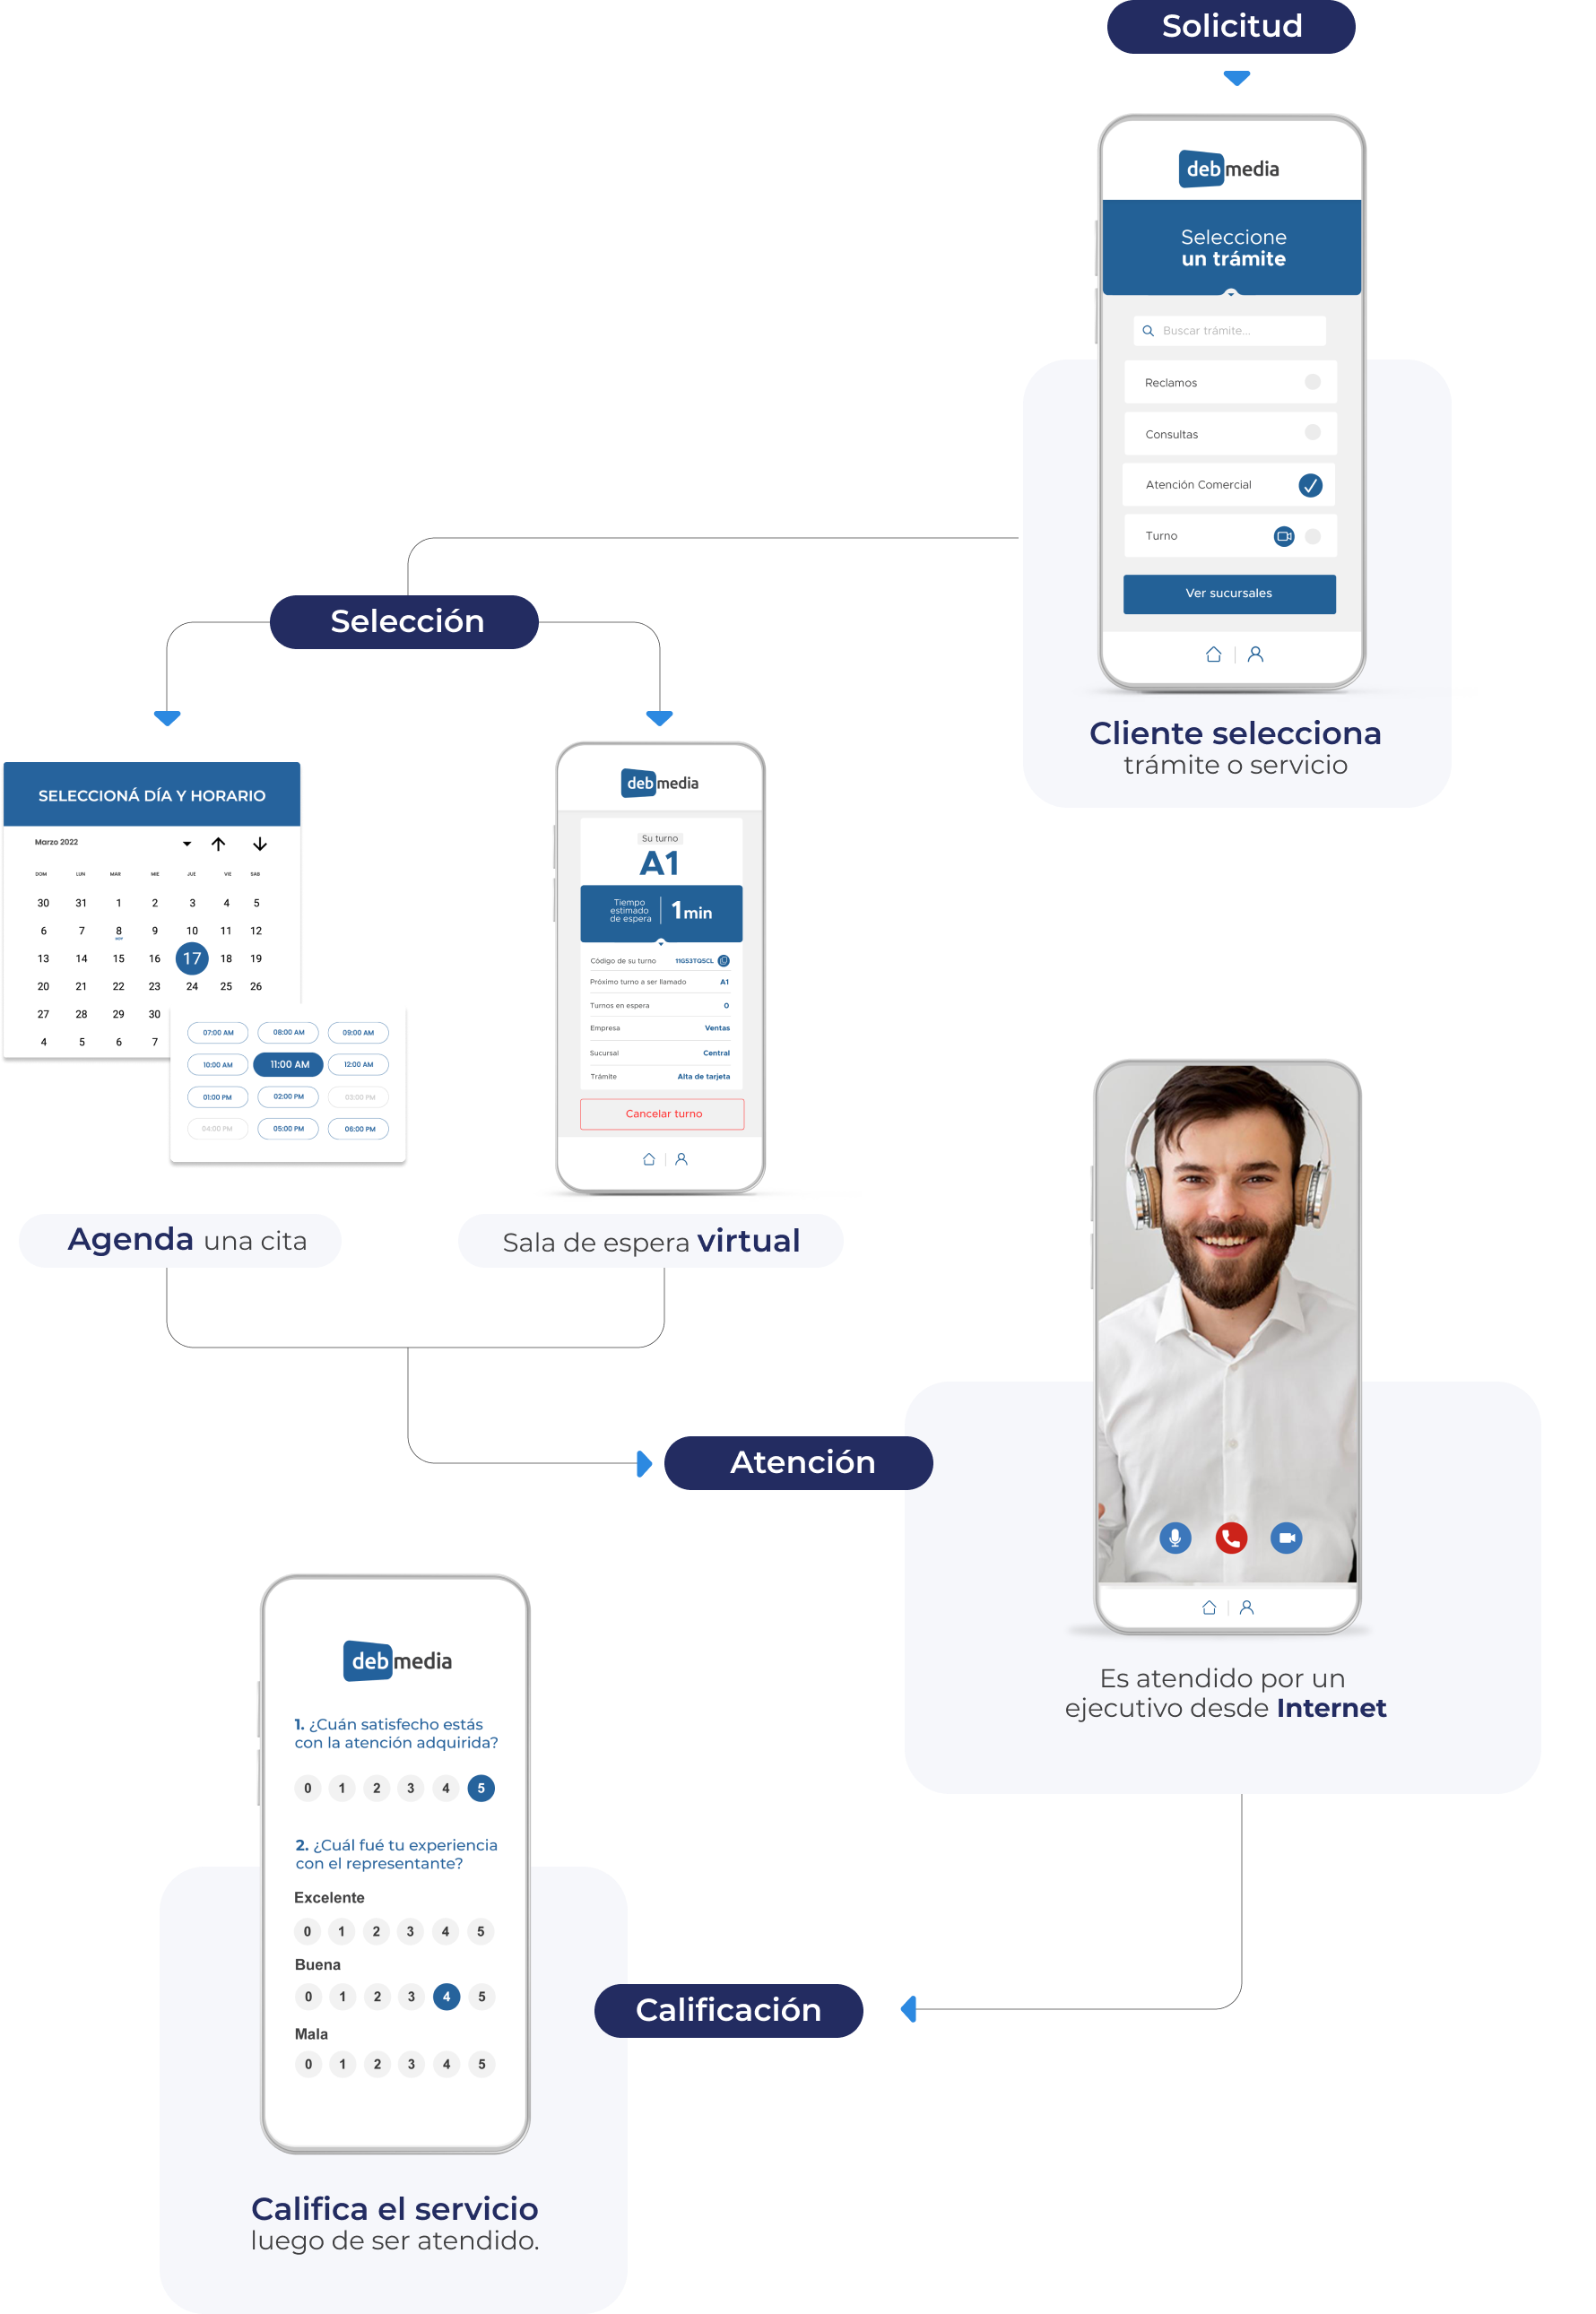 Solicitud
debmedia
Seleccione
un trámite
Buscar trámite...
Reclamos
Consultas
Atención Comercial
Turno
Ver sucursales
Cliente selecciona
trámite o servicio
Selección
SELECCIONÁ DÍA Y HORARIO
Marzo 2022
DOM LUN MAR MIE JUE VIE SAB
30 31 1 2 3 4 5
6 7 8 9 10 11 12
13 14 15 16 17 18 19
20 21 22 23 24 25 26
27 28 29 30
4 5 6 7
07:00 AM 08:00 AM 09:00 AM
10:00 AM 11:00 AM 12:00 AM
01:00 PM 02:00 PM 03:00 PM
04:00 PM 05:00 PM 06:00 PM
Agenda una cita
debmedia
Su turno
A1
Tiempo
estimado
de espera
1 min
Código de su turno 11GS3TQ5CL
Próximo turno a ser llamado A1
Turnos en espera 0
Empresa Ventas
Sucursal Central
Trámite Alta de tarjeta
Cancelar turno
Sala de espera virtual
Atención
Es atendido por un
ejecutivo desde Internet
Calificación
debmedia
1. ¿Cuán satisfecho estás
con la atención adquirida?
0 1 2 3 4 5
2. ¿Cuál fué tu experiencia
con el representante?
Excelente
0 1 2 3 4 5
Buena
0 1 2 3 4 5
Mala
0 1 2 3 4 5
Califica el servicio
luego de ser atendido.